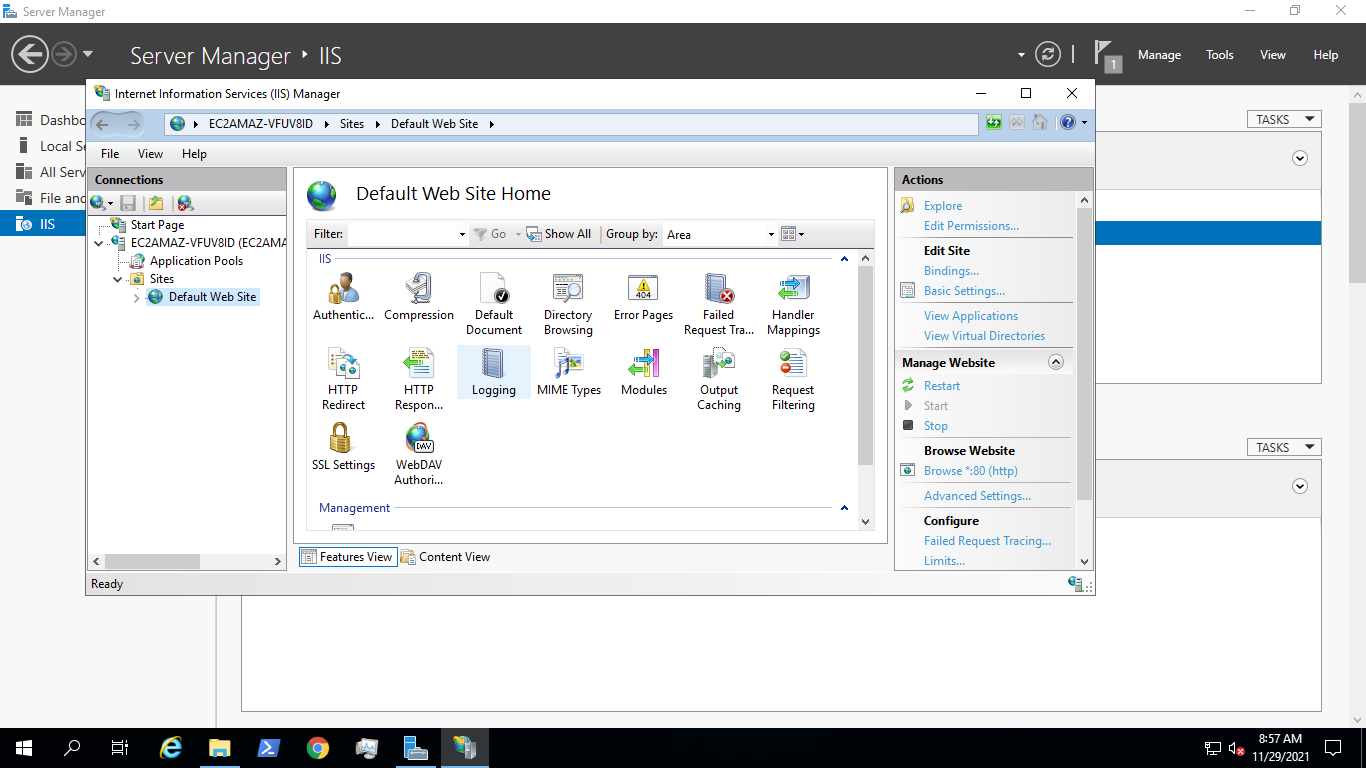 Server Manager
Server Manager
IIS
1
Manage
Tools
View
Help
Dashbo
Local Se
All Serv
File and
IIS
TASKS
TASKS
Internet Information Services (IIS) Manager
EC2AMAZ-VFUV8ID
Sites
Default Web Site
File
View
Help
Connections
Start Page
EC2AMAZ-VFUV8ID (EC2AMA
Application Pools
Sites
Default Web Site
Default Web Site Home
Filter:
Go
Show All
Group by:
Area
IIS
Authentic...
Compression
Default
Document
Directory
Browsing
404
Error Pages
Failed
Request Tra...
Handler
Mappings
HTTP
Redirect
HTTP
Respon...
Logging
MIME Types
Modules
Output
Caching
Request
Filtering
SSL Settings
DAV
WebDAV
Authori...
Management
Features View
Content View
Actions
Explore
Edit Permissions...
Edit Site
Bindings...
Basic Settings...
View Applications
View Virtual Directories
Manage Website
Restart
Start
Stop
Browse Website
Browse *:80 (http)
Advanced Settings...
Configure
Failed Request Tracing...
Limits...
Ready
8:57 AM
11/29/2021